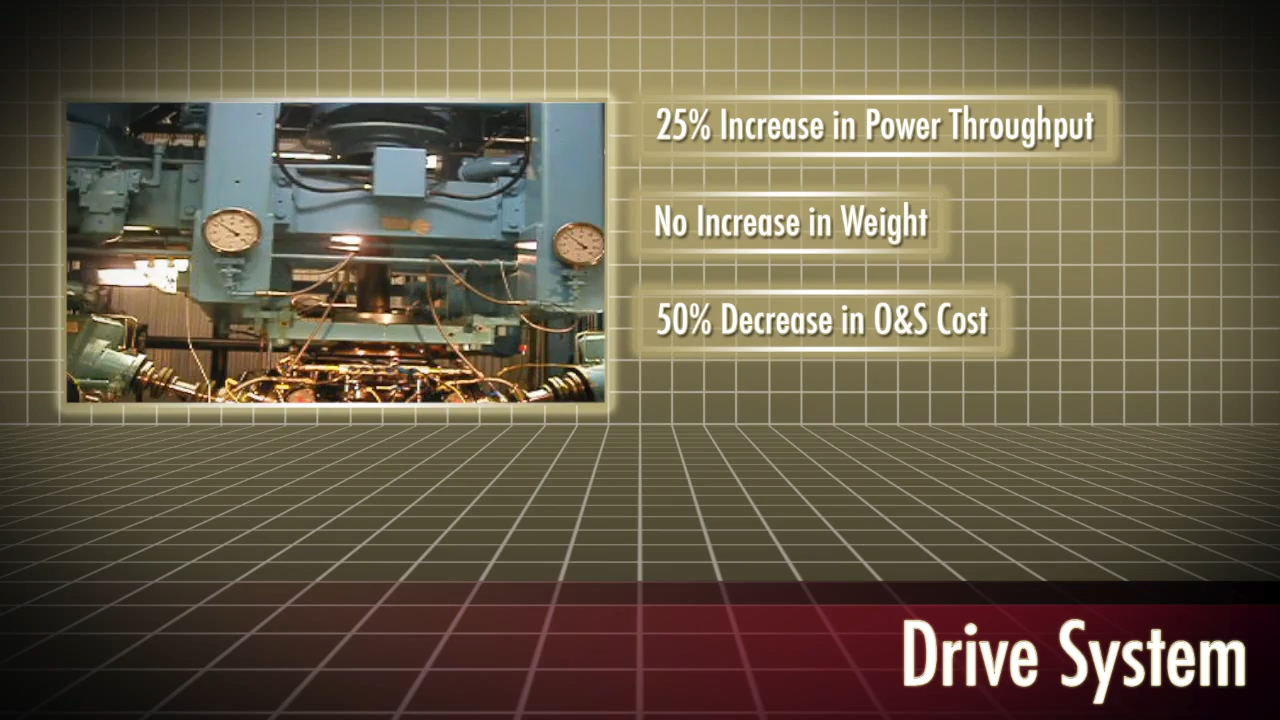 25% Increase in Power Throughput
No Increase in Weight
50% Decrease in O&S Cost
Drive System